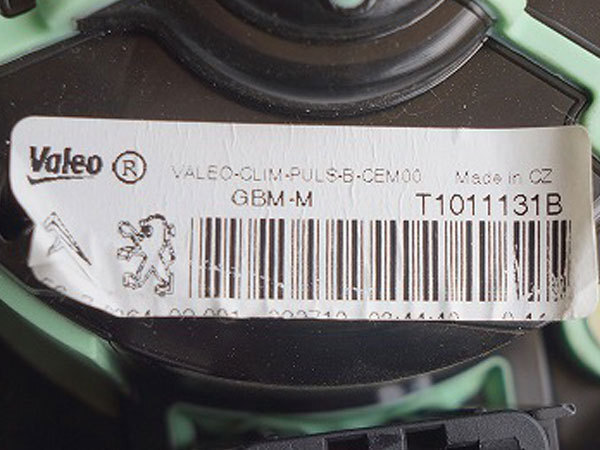 Valeo ® VALEO-CLIM-PULS-B-CEM00 Made in CZ
GBM-M T1011131B